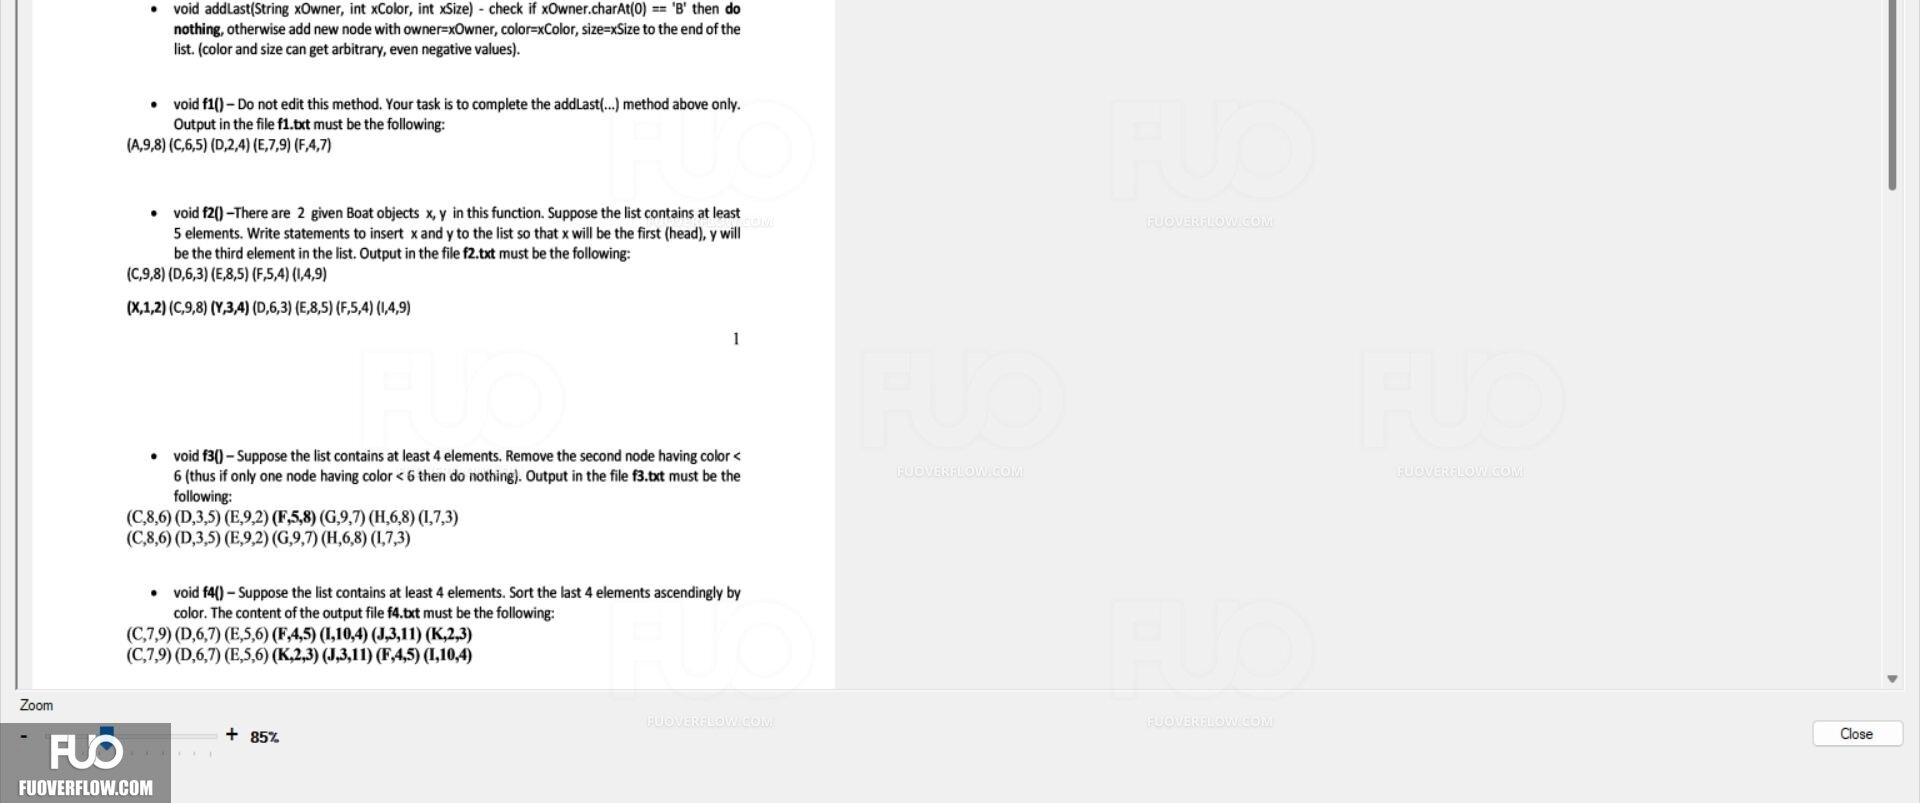 • void addLast(String xOwner, int xColor, int xSize) - check if xOwner.charAt(0) == 'B' then do
nothing, otherwise add new node with owner=xOwner, color=xColor, size=xSize to the end of the
list. (color and size can get arbitrary, even negative values).
• void f1() – Do not edit this method. Your task is to complete the addLast(...) method above only.
Output in the file f1.txt must be the following:
(A,9,8) (C,6,5) (D,2,4) (E,7,9) (F,4,7)
• void f2() –There are 2 given Boat objects x, y in this function. Suppose the list contains at least
5 elements. Write statements to insert x and y to the list so that x will be the first (head), y will
be the third element in the list. Output in the file f2.txt must be the following:
(C,9,8) (D,6,3) (E,8,5) (F,5,4) (I,4,9)
(X,1,2) (C,9,8) (Y,3,4) (D,6,3) (E,8,5) (F,5,4) (I,4,9)
1
• void f3() – Suppose the list contains at least 4 elements. Remove the second node having color <
6 (thus if only one node having color < 6 then do nothing). Output in the file f3.txt must be the
following:
(C,8,6) (D,3,5) (E,9,2) (F,5,8) (G,9,7) (H,6,8) (I,7,3)
(C,8,6) (D,3,5) (E,9,2) (G,9,7) (H,6,8) (I,7,3)
• void f4() – Suppose the list contains at least 4 elements. Sort the last 4 elements ascendingly by
color. The content of the output file f4.txt must be the following:
(C,7,9) (D,6,7) (E,5,6) (F,4,5) (I,10,4) (J,3,11) (K,2,3)
(C,7,9) (D,6,7) (E,5,6) (K,2,3) (J,3,11) (F,4,5) (I,10,4)
FUO
FUOVERFLOW.COM
FUO
FUOVERFLOW.COM
FUO
FUO
FUOVERFLOW.COM
FUO
FUOVERFLOW.COM
FUO
FUOVERFLOW.COM
FUO
FUOVERFLOW.COM
Zoom
- + 85%
Close
FUO
FUOVERFLOW.COM